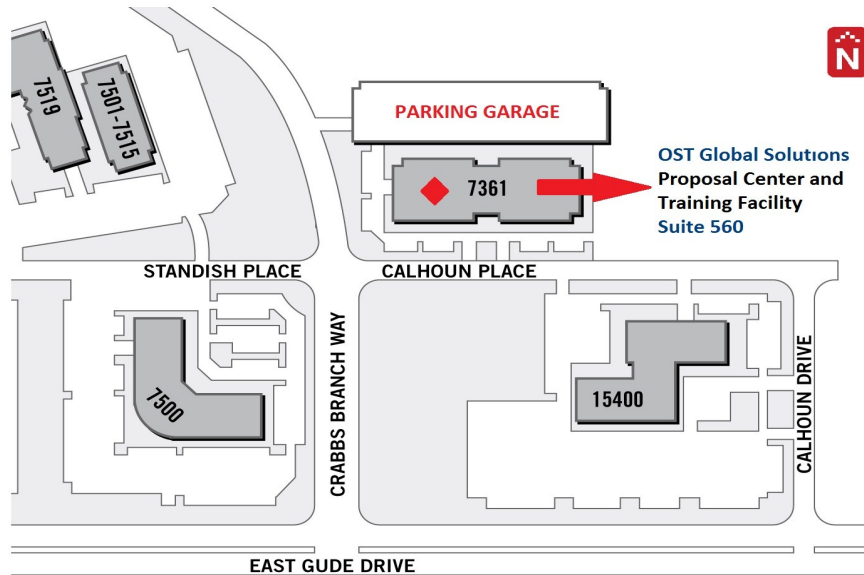 N
7519
7501-7515
PARKING GARAGE
7361
OST Global Solutions
Proposal Center and
Training Facility
Suite 560
STANDISH PLACE
CALHOUN PLACE
CRABBS BRANCH WAY
CALHOUN DRIVE
7500
15400
EAST GUDE DRIVE